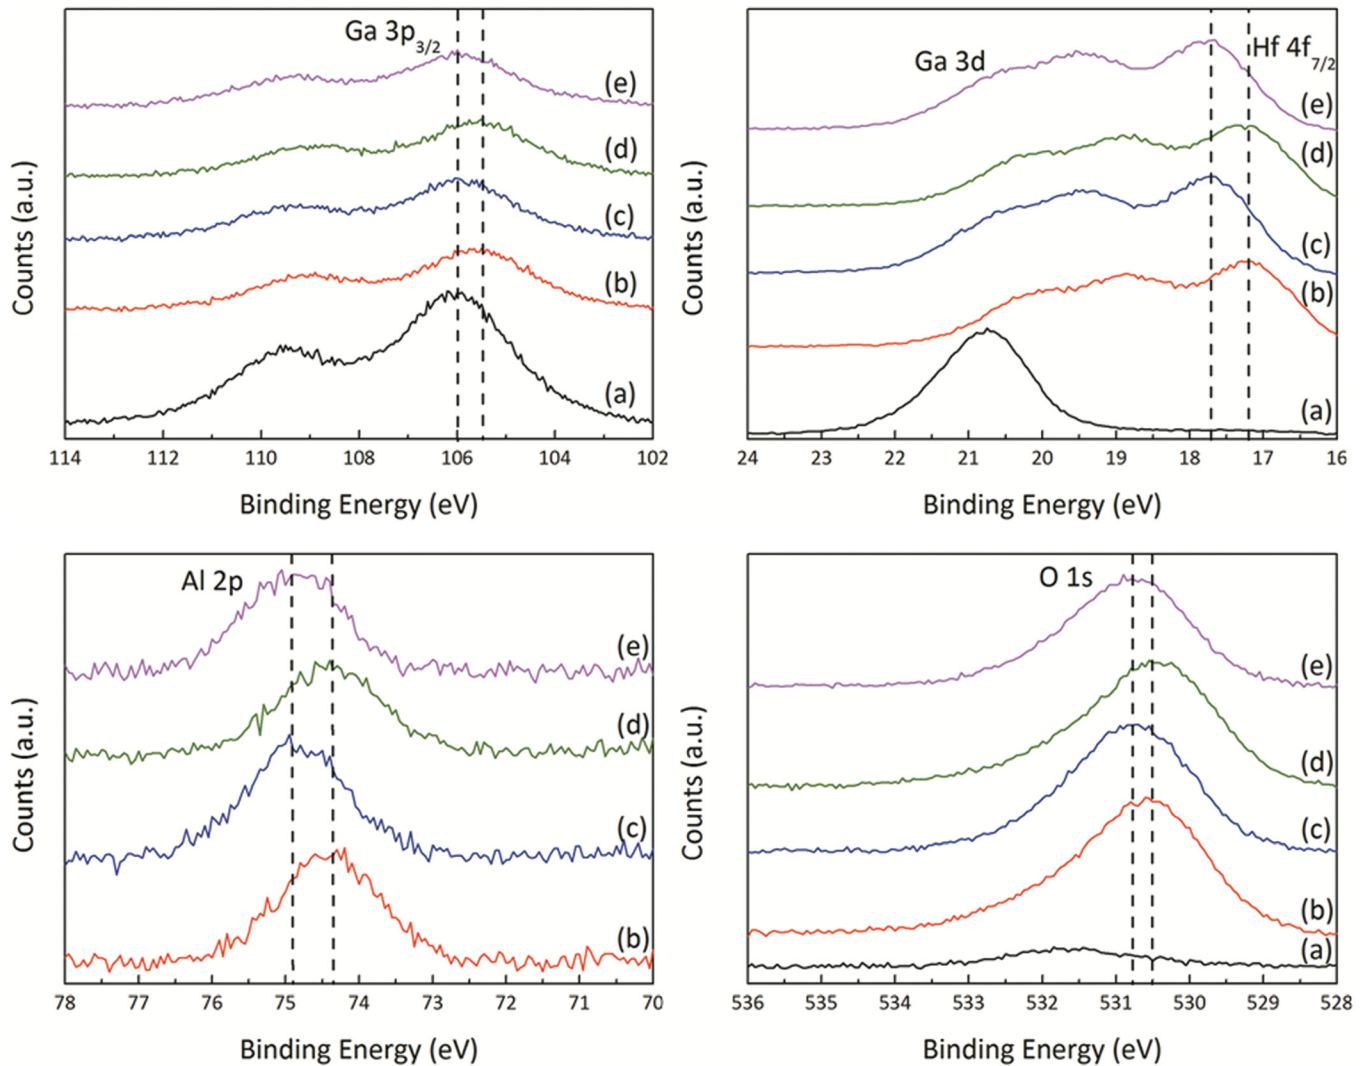 Ga 3p3/2
(e)
(d)
(c)
(b)
(a)
Counts (a.u.)
114 112 110 108 106 104 102
Binding Energy (eV)
Ga 3d
Hf 4f7/2
(e)
(d)
(c)
(b)
(a)
Counts (a.u.)
24 23 22 21 20 19 18 17 16
Binding Energy (eV)
Al 2p
(e)
(d)
(c)
(b)
Counts (a.u.)
78 77 76 75 74 73 72 71 70
Binding Energy (eV)
O 1s
(e)
(d)
(c)
(b)
(a)
Counts (a.u.)
536 535 534 533 532 531 530 529 528
Binding Energy (eV)